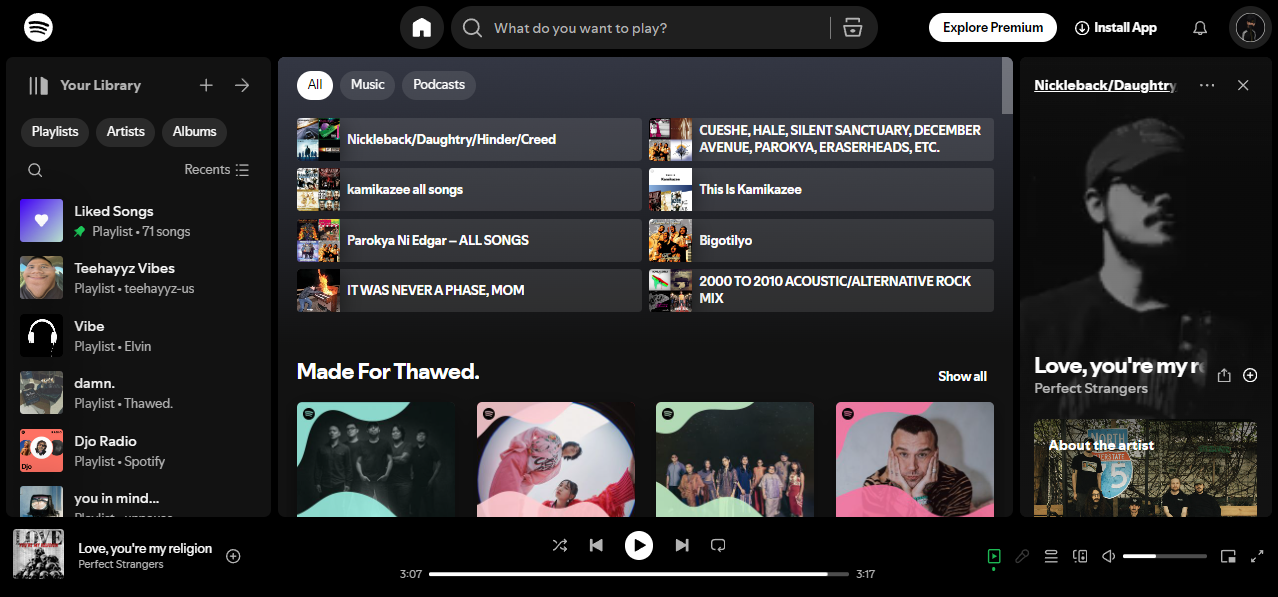 What do you want to play?
Explore Premium
Install App
Your Library
Playlists
Artists
Albums
Recents
Liked Songs
Playlist • 71 songs
Teehayyz Vibes
Playlist • teehayyz-us
Vibe
Playlist • Elvin
damn.
Playlist • Thawed.
Djo Radio
Playlist • Spotify
you in mind...
All
Music
Podcasts
Nickleback/Daughtry/Hinder/Creed
CUESHE, HALE, SILENT SANCTUARY, DECEMBER
AVENUE, PAROKYA, ERASERHEADS, ETC.
kamikazee all songs
This Is Kamikazee
Parokya Ni Edgar – ALL SONGS
Bigotilyo
IT WAS NEVER A PHASE, MOM
2000 TO 2010 ACOUSTIC/ALTERNATIVE ROCK
MIX
Made For Thawed.
Show all
Nickleback/Daughtry
Love, you're my r
Perfect Strangers
About the artist
NORTH
Love, you're my religion
Perfect Strangers
3:07
3:17